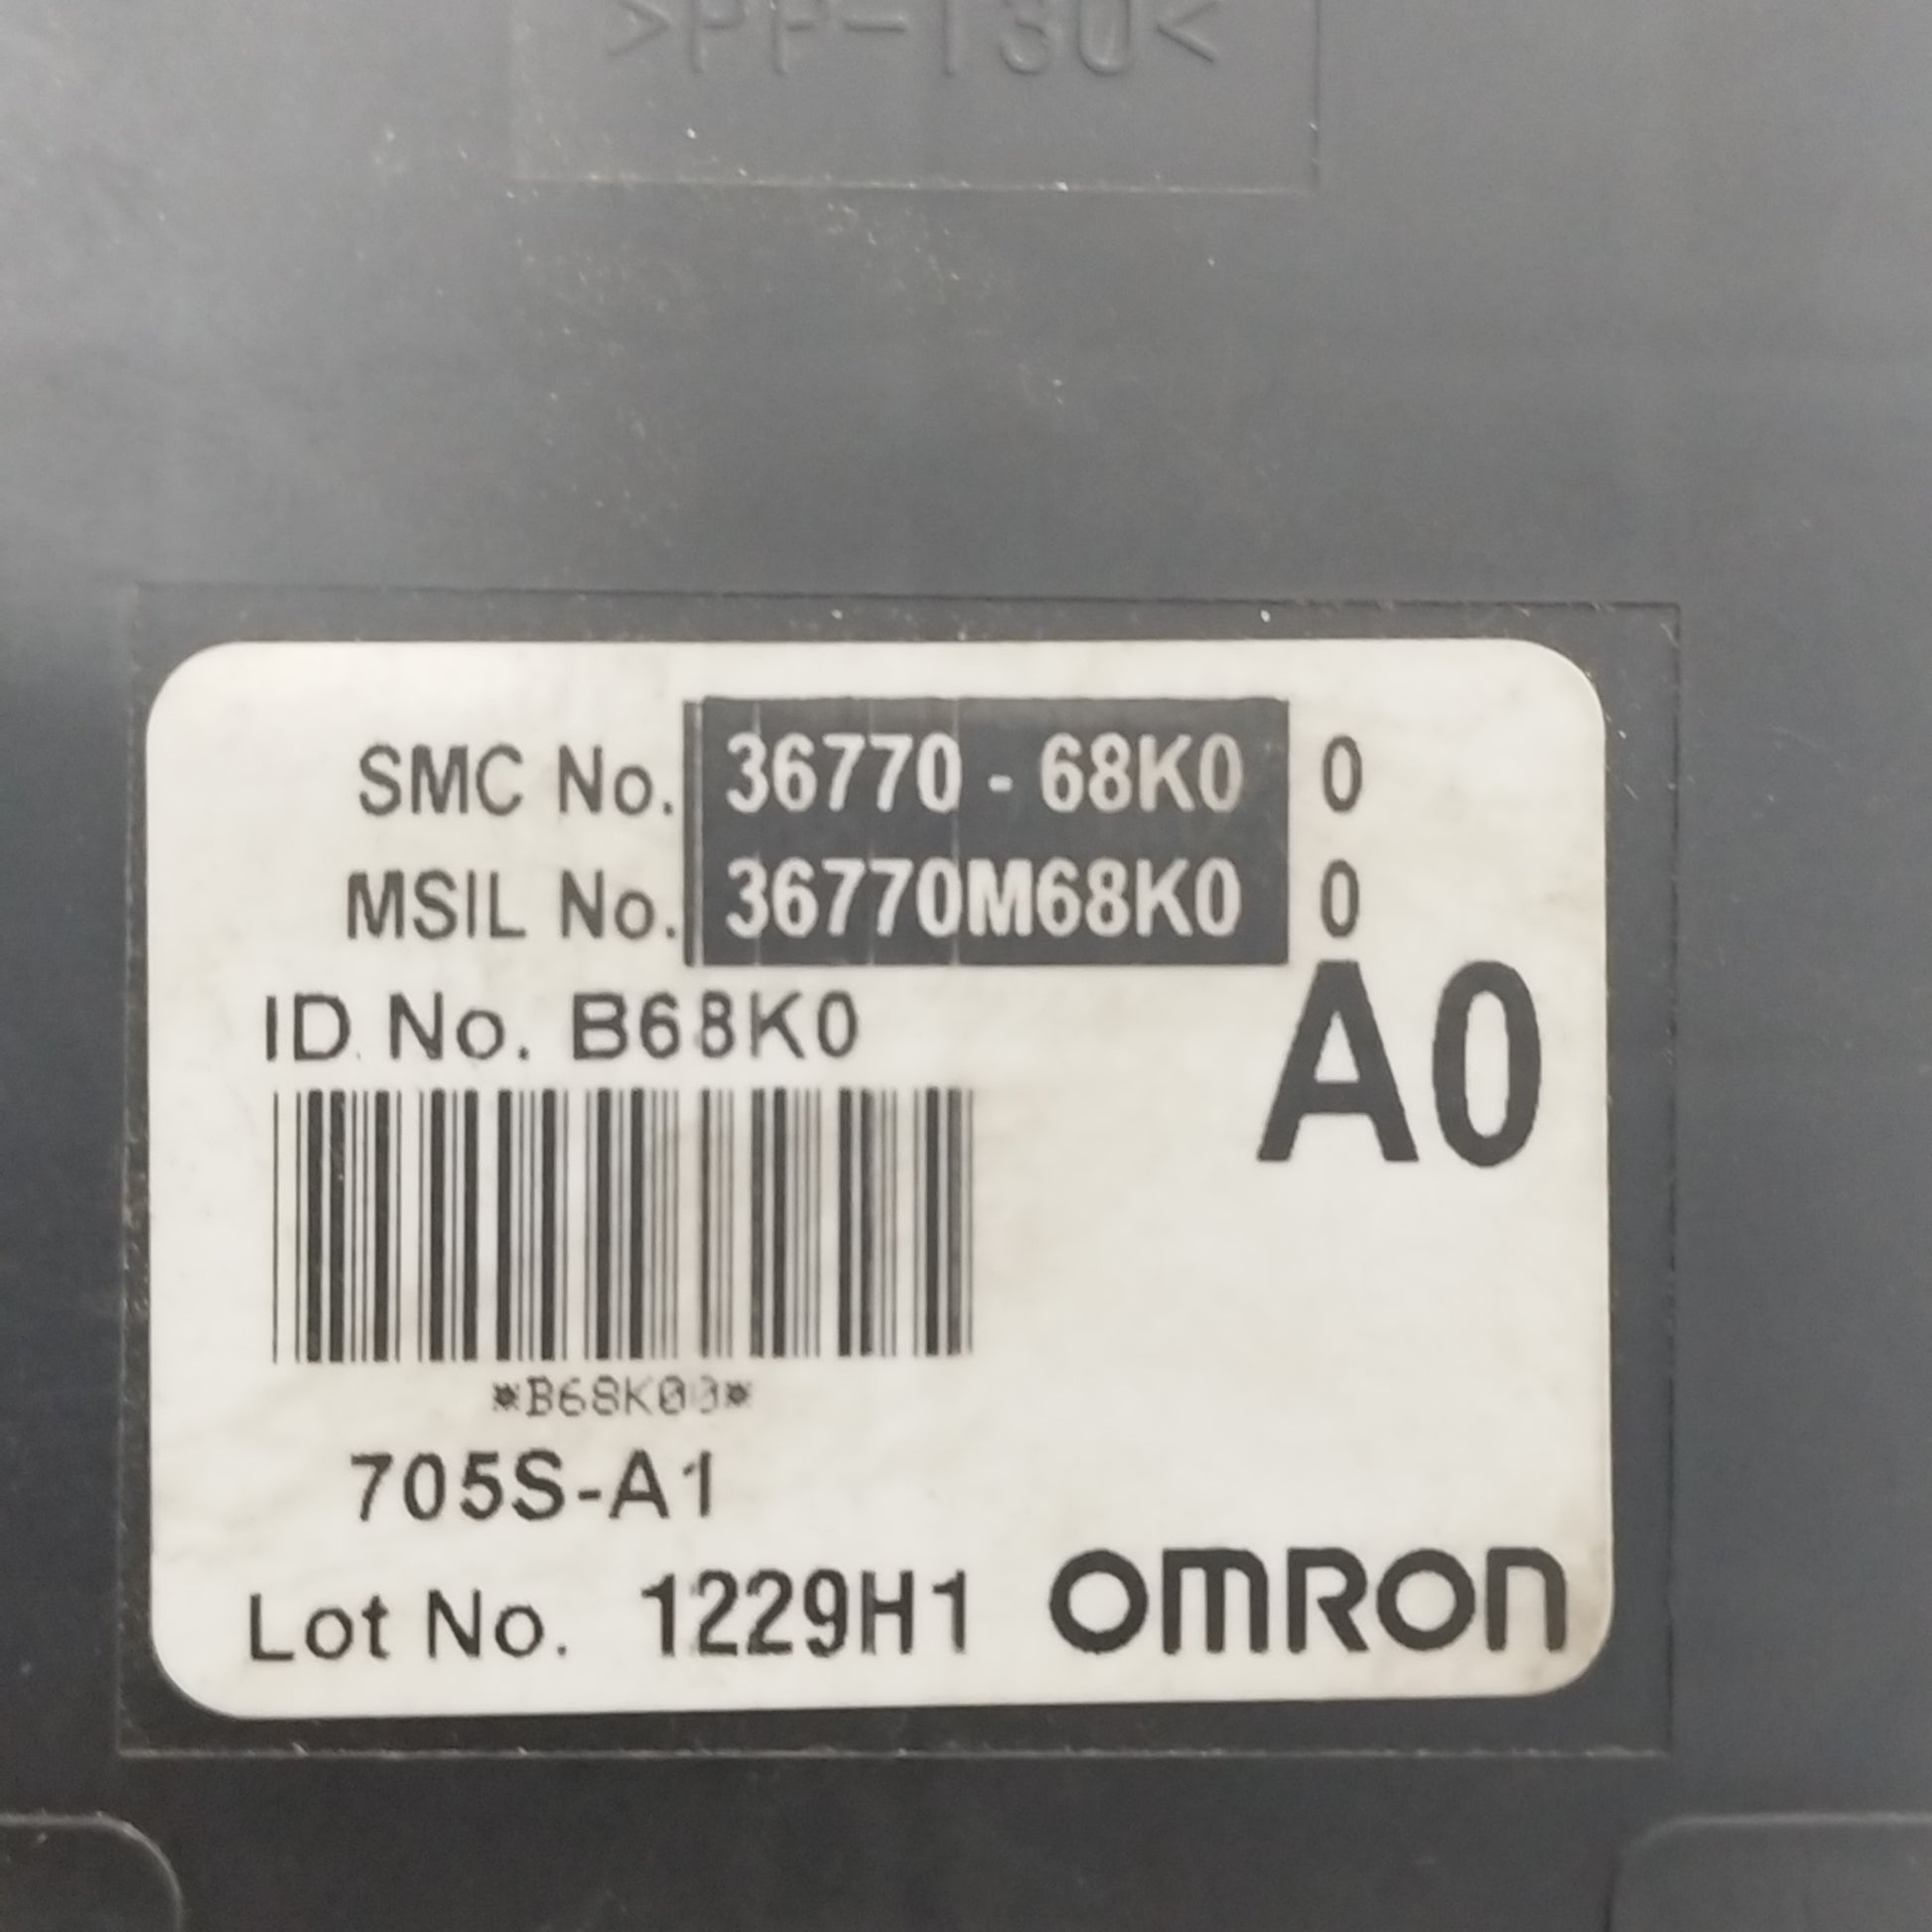 >PP-T30<
SMC No. 36770 - 68K0 0
MSIL No. 36770M68K0 0
ID No. B68K0
A0
*B68K00*
705S-A1
Lot No. 1229H1 OMRON